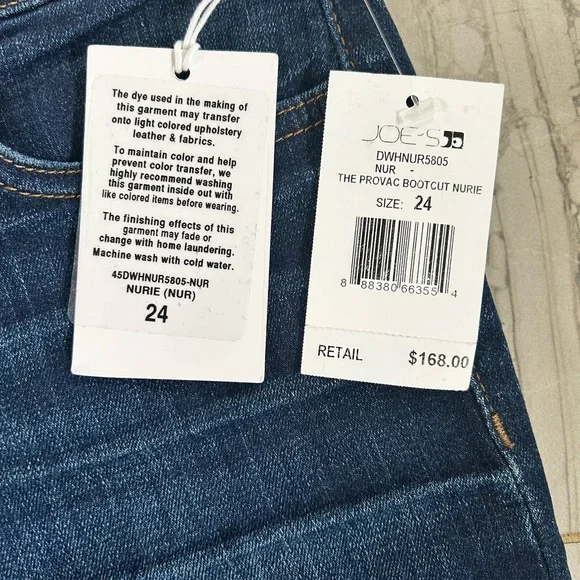 The dye used in the making of
this garment may transfer
onto light colored upholstery
leather & fabrics.
To maintain color and help
prevent color transfer, we
highly recommend washing
this garment inside out with
like colored items before wearing.
The finishing effects of this
garment may fade or
change with home laundering.
Machine wash with cold water.
45DWHNUR5805-NUR
NURIE (NUR)
24
JOE'S
DWHNUR5805
NUR -
THE PROVAC BOOTCUT NURIE
SIZE: 24
8 88380 66355 4
RETAIL $168.00